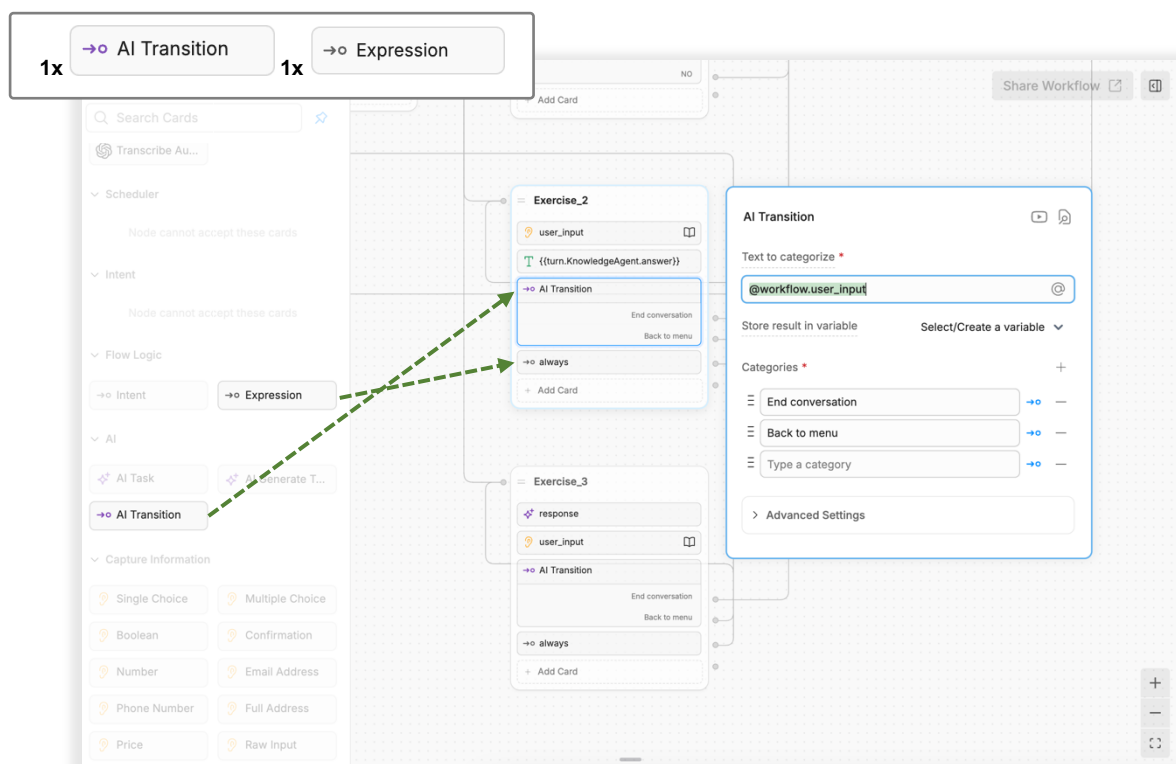 1x
AI Transition
1x
Expression
NO
Add Card
Share Workflow
Search Cards
Transcribe Au...
Scheduler
Node cannot accept these cards
Intent
Node cannot accept these cards
Flow Logic
Intent
Expression
AI
AI Task
AI Generate T...
AI Transition
Capture Information
Single Choice
Multiple Choice
Boolean
Confirmation
Number
Email Address
Phone Number
Full Address
Price
Raw Input
Exercise_2
user_input
{{turn.KnowledgeAgent.answer}}
AI Transition
End conversation
Back to menu
always
Add Card
Exercise_3
response
user_input
AI Transition
End conversation
Back to menu
always
Add Card
AI Transition
Text to categorize *
@workflow.user_input
Store result in variable
Select/Create a variable
Categories *
End conversation
Back to menu
Type a category
Advanced Settings